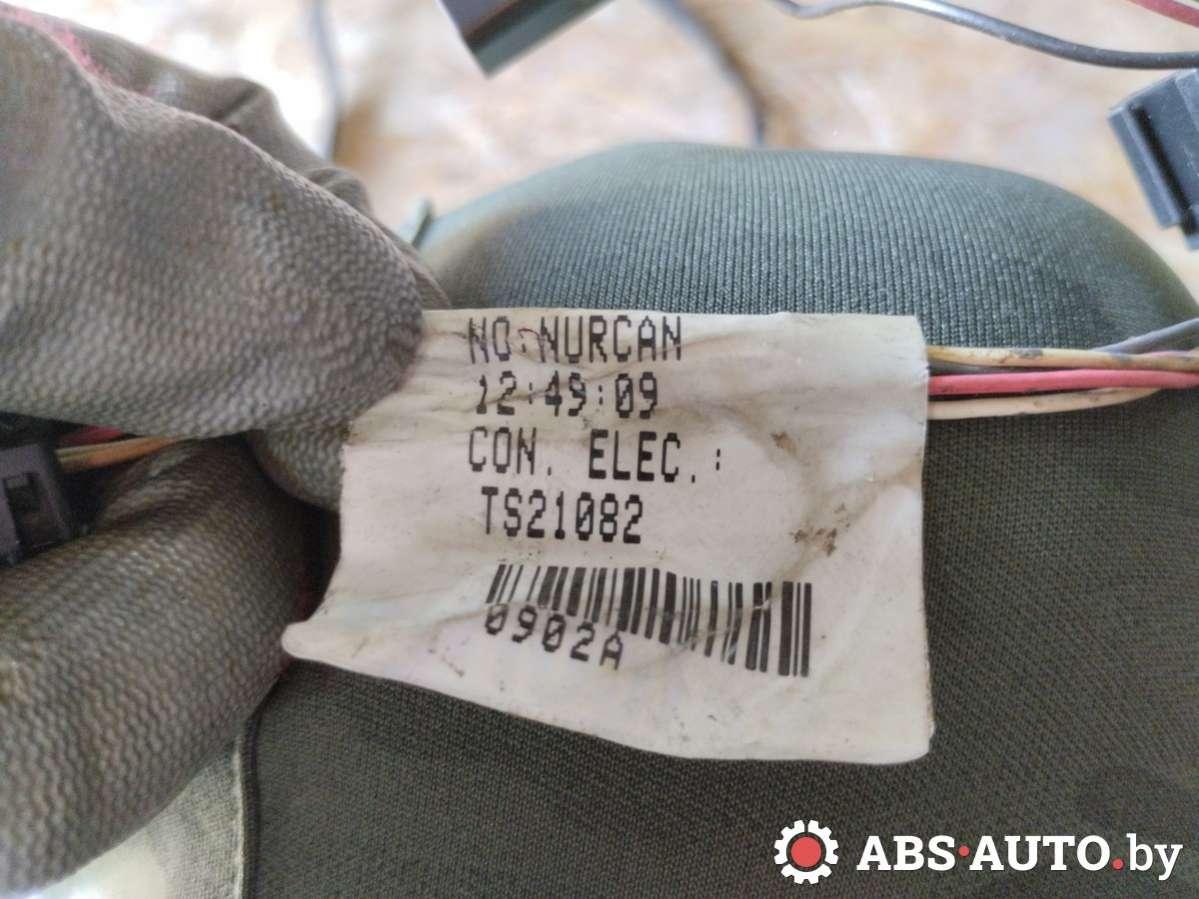 NO:NURCAN
12:49:09
CON. ELEC.:
TS21082
0902A
ABS·AUTO.by